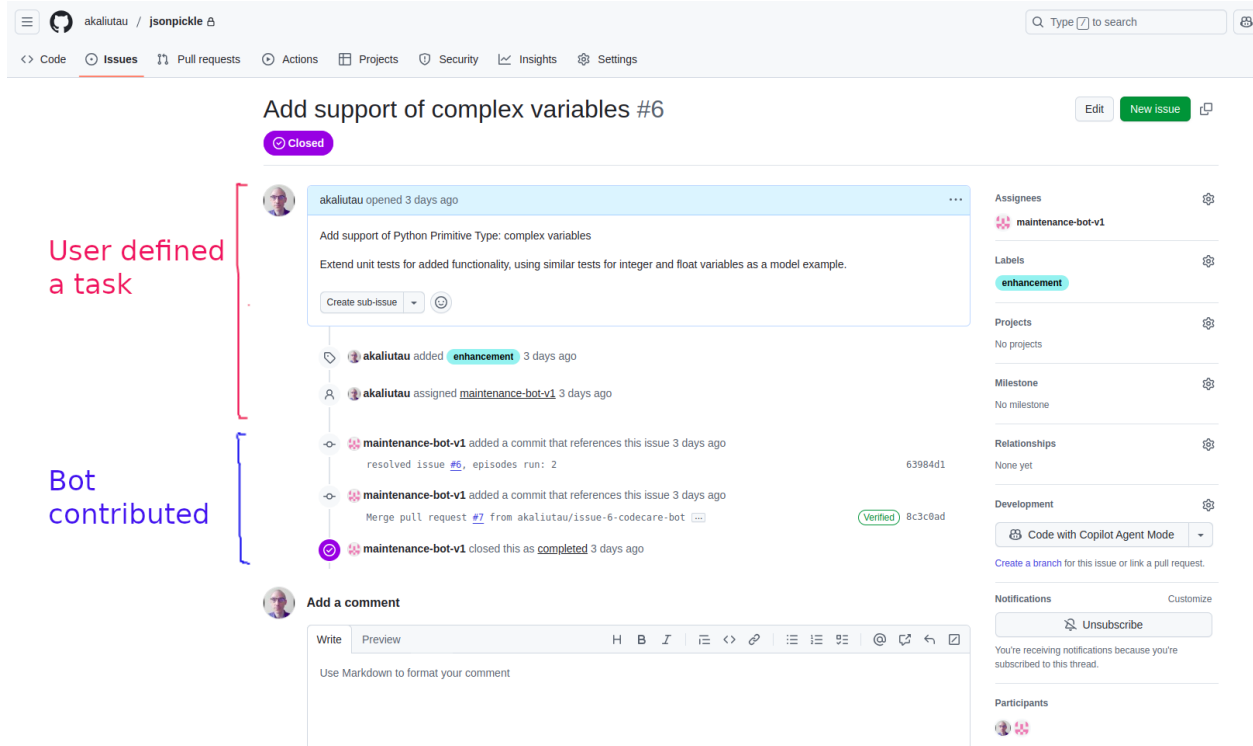 akaliutau / jsonpickle
Type / to search
Code Issues Pull requests Actions Projects Security Insights Settings
Add support of complex variables #6
Edit New issue
Closed
akaliutau opened 3 days ago
Add support of Python Primitive Type: complex variables
Extend unit tests for added functionality, using similar tests for integer and float variables as a model example.
Create sub-issue
akaliutau added enhancement 3 days ago
akaliutau assigned maintenance-bot-v1 3 days ago
User defined
a task
maintenance-bot-v1 added a commit that references this issue 3 days ago
resolved issue #6, episodes run: 2 63984d1
maintenance-bot-v1 added a commit that references this issue 3 days ago
Merge pull request #7 from akaliutau/issue-6-codecare-bot ... Verified 8c3c0ad
maintenance-bot-v1 closed this as completed 3 days ago
Bot
contributed
Add a comment
Write Preview
H B I
Use Markdown to format your comment
Assignees
maintenance-bot-v1
Labels
enhancement
Projects
No projects
Milestone
No milestone
Relationships
None yet
Development
Code with Copilot Agent Mode
Create a branch for this issue or link a pull request.
Notifications Customize
Unsubscribe
You're receiving notifications because you're
subscribed to this thread.
Participants